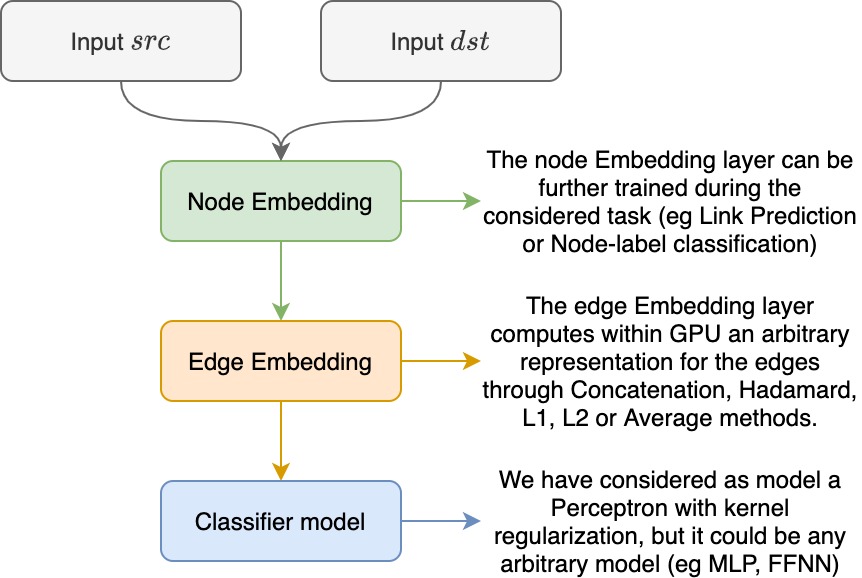 Input src
Input dst
Node Embedding
The node Embedding layer can be
further trained during the
considered task (eg Link Prediction
or Node-label classification)
Edge Embedding
The edge Embedding layer
computes within GPU an arbitrary
representation for the edges
through Concatenation, Hadamard,
L1, L2 or Average methods.
Classifier model
We have considered as model a
Perceptron with kernel
regularization, but it could be any
arbitrary model (eg MLP, FFNN)